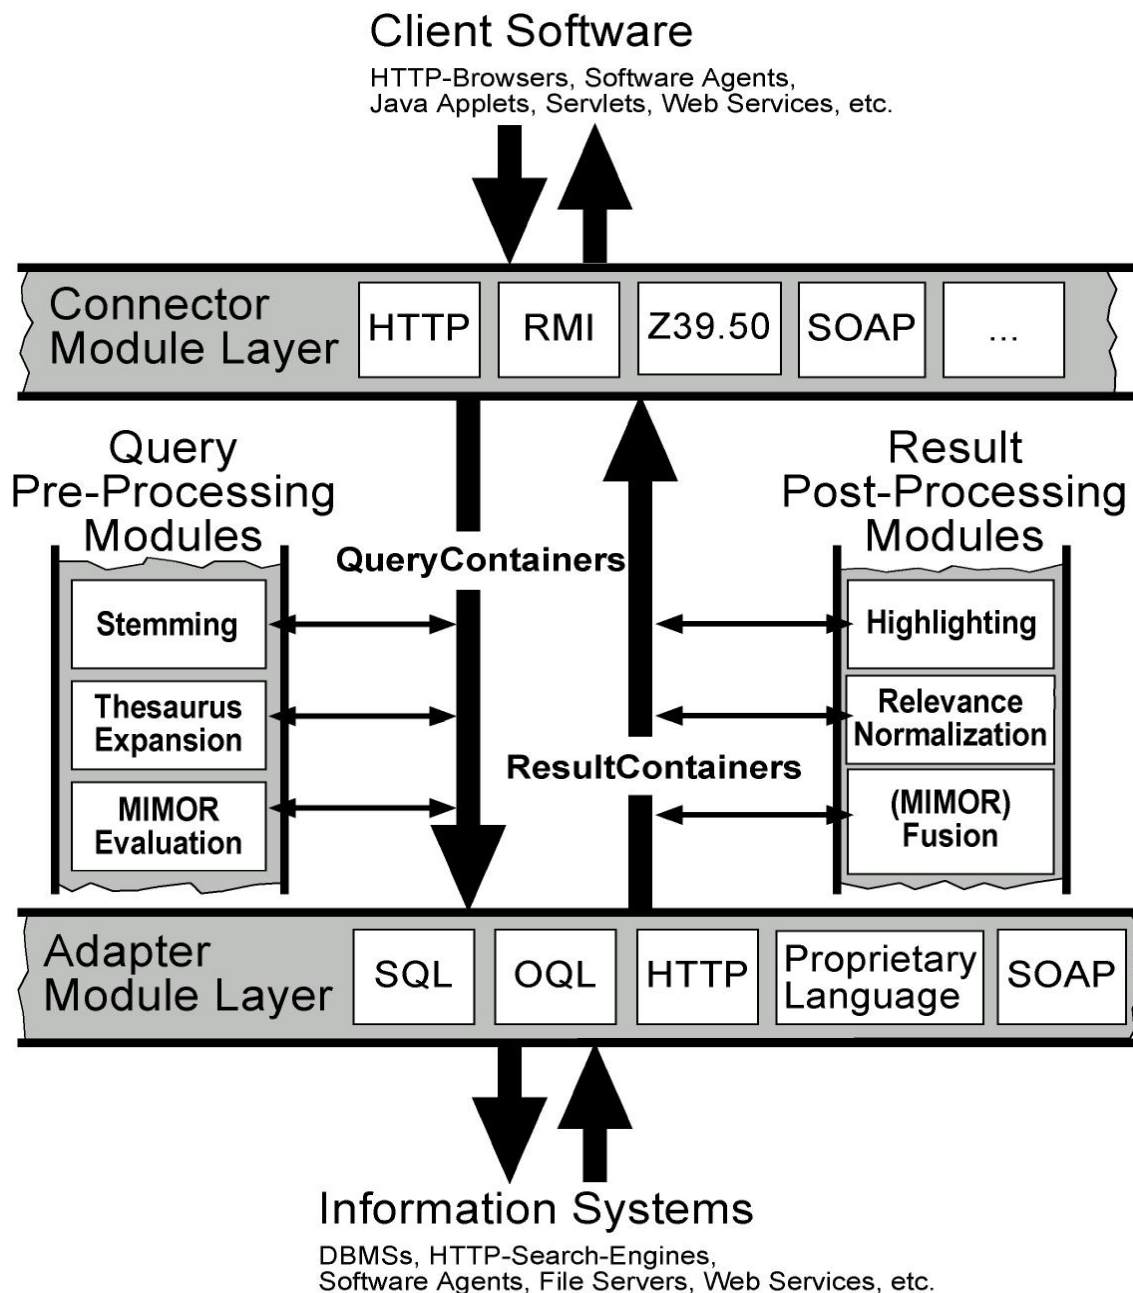 Client Software
HTTP-Browsers, Software Agents,
Java Applets, Servlets, Web Services, etc.
Connector
Module Layer
HTTP
RMI
Z39.50
SOAP
...
Query
Pre-Processing
Modules
Result
Post-Processing
Modules
QueryContainers
Stemming
Highlighting
Thesaurus
Expansion
Relevance
Normalization
ResultContainers
MIMOR
Evaluation
(MIMOR)
Fusion
Adapter
Module Layer
SQL
OQL
HTTP
Proprietary
Language
SOAP
Information Systems
DBMSs, HTTP-Search-Engines,
Software Agents, File Servers, Web Services, etc.